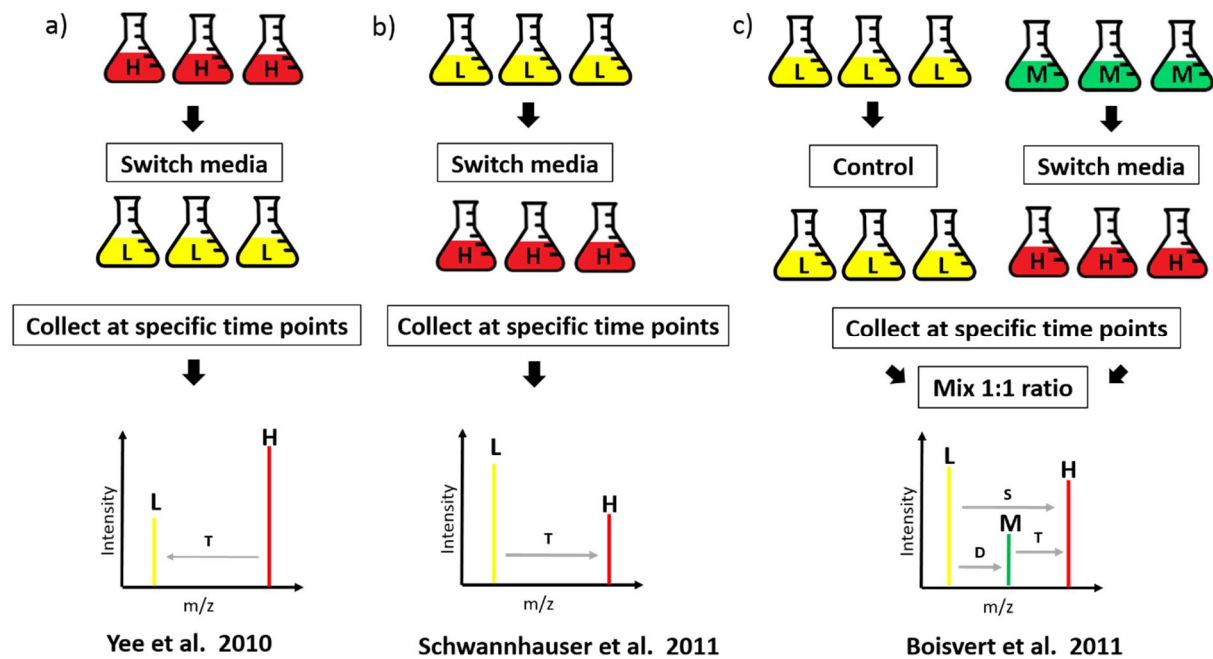 a)
H H H
Switch media
L L L
Collect at specific time points
H
L
T
Intensity
m/z
Yee et al. 2010
b)
L L L
Switch media
H H H
Collect at specific time points
L
H
T
Intensity
m/z
Schwannhauser et al. 2011
c)
L L L
M M M
Control
Switch media
L L L
H H H
Collect at specific time points
Mix 1:1 ratio
L
H
S
M
T
D
Intensity
m/z
Boisvert et al. 2011